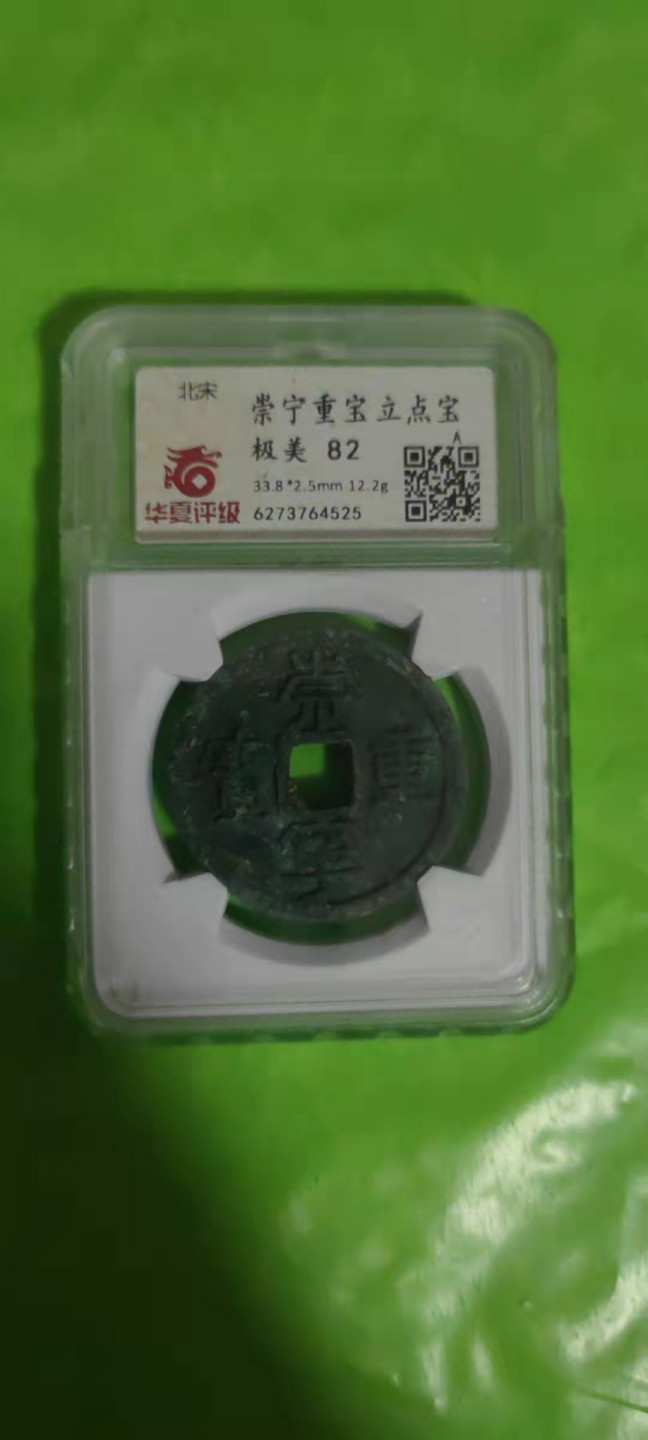 北宋
崇宁重宝立点宝
极美 82
A
33.8*2.5mm 12.2g
华夏评级
6273764525
崇
寶 重
寧